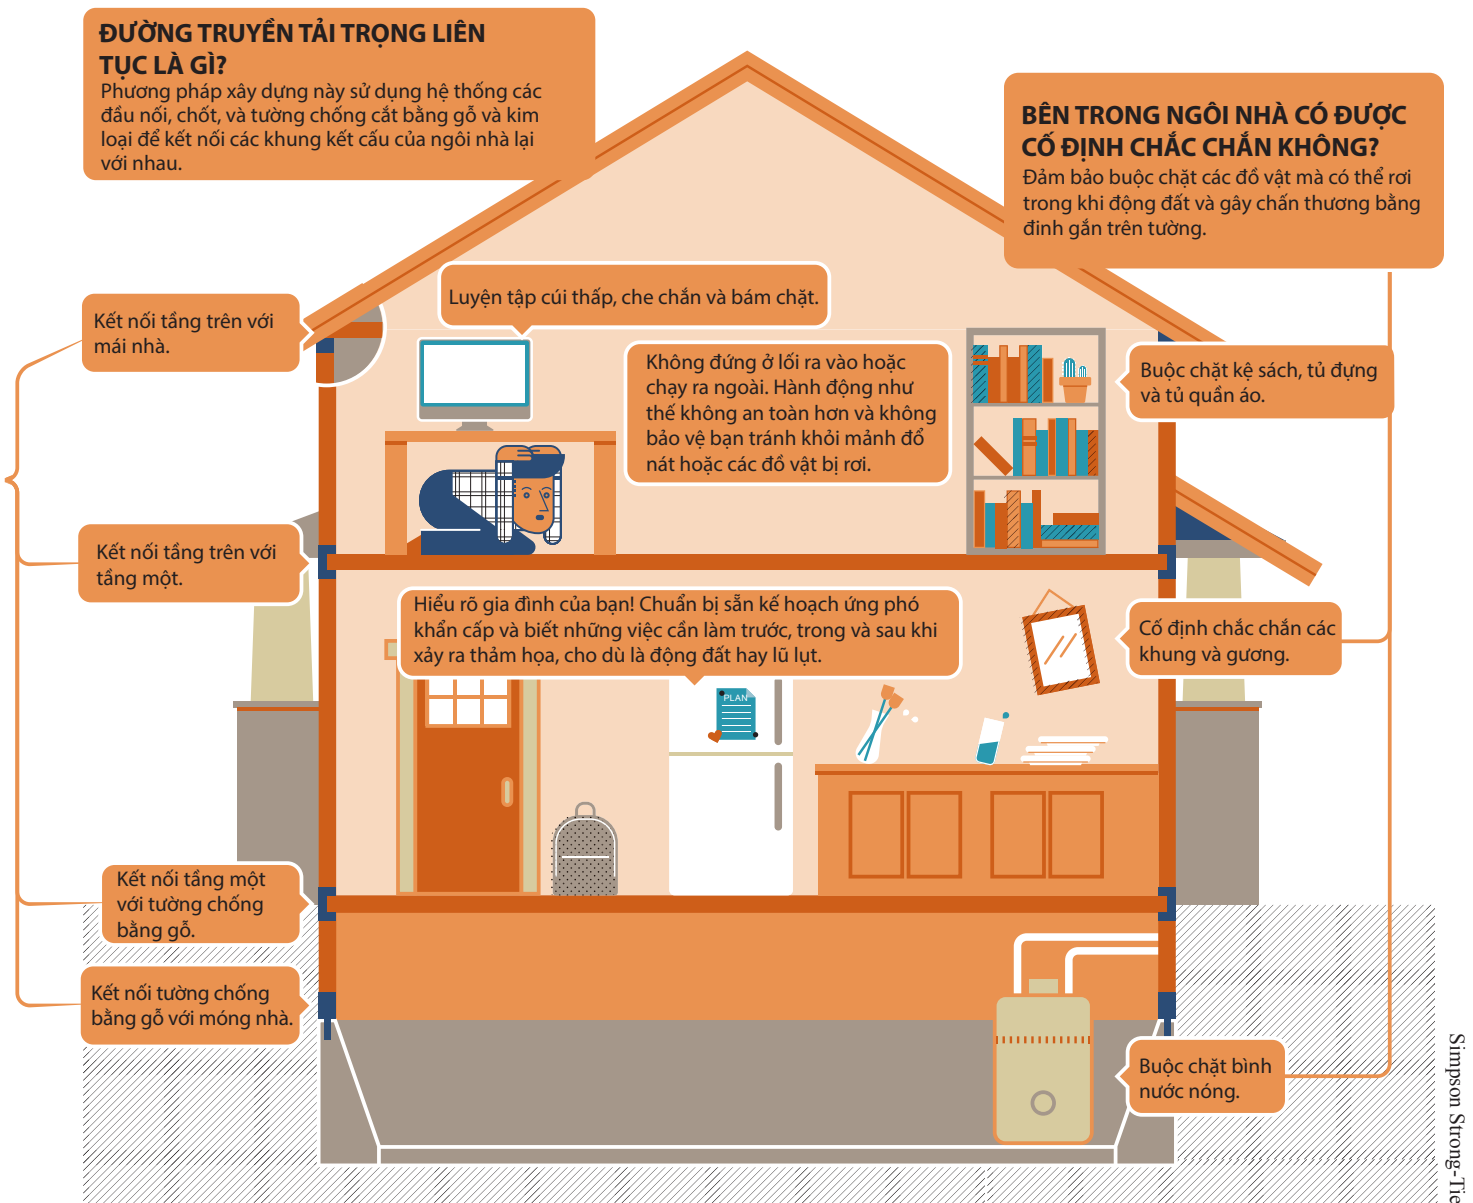 ĐƯỜNG TRUYỀN TẢI TRỌNG LIÊN
TỤC LÀ GÌ?
Phương pháp xây dựng này sử dụng hệ thống các
đầu nối, chốt, và tường chống cắt bằng gỗ và kim
loại để kết nối các khung kết cấu của ngôi nhà lại
với nhau.
BÊN TRONG NGÔI NHÀ CÓ ĐƯỢC
CỐ ĐỊNH CHẮC CHẮN KHÔNG?
Đảm bảo buộc chặt các đồ vật mà có thể rơi
trong khi động đất và gây chấn thương bằng
đinh gắn trên tường.
Luyện tập cúi thấp, che chắn và bám chặt.
Kết nối tầng trên với
mái nhà.
Không đứng ở lối ra vào hoặc
chạy ra ngoài. Hành động như
thế không an toàn hơn và không
bảo vệ bạn tránh khỏi mảnh đổ
nát hoặc các đồ vật bị rơi.
Buộc chặt kệ sách, tủ đựng
và tủ quần áo.
Kết nối tầng trên với
tầng một.
Hiểu rõ gia đình của bạn! Chuẩn bị sẵn kế hoạch ứng phó
khẩn cấp và biết những việc cần làm trước, trong và sau khi
xảy ra thảm họa, cho dù là động đất hay lũ lụt.
Cố định chắc chắn các
khung và gương.
PLAN
Kết nối tầng một
với tường chống
bằng gỗ.
Kết nối tường chống
bằng gỗ với móng nhà.
Buộc chặt bình
nước nóng.
Simpson Strong-Tie